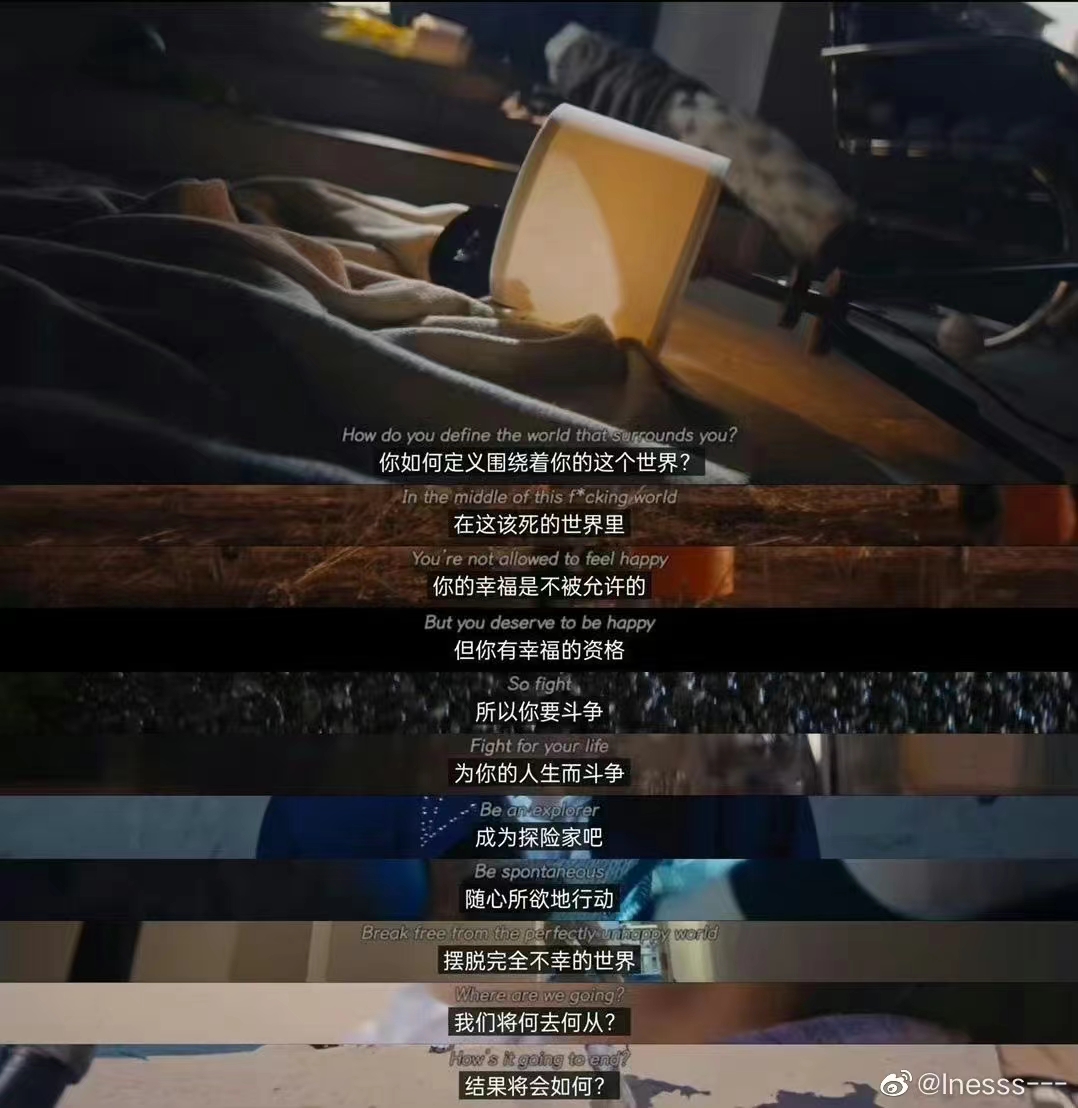 How do you define the world that surrounds you?
你如何定义围绕着你的这个世界？
In the middle of this f*cking world
在这该死的世界里
You're not allowed to feel happy
你的幸福是不被允许的
But you deserve to be happy
但你有幸福的资格
So fight
所以你要斗争
Fight for your life
为你的人生而斗争
Be an explorer
成为探险家吧
Be spontaneous
随心所欲地行动
Break free from the perfectly unhappy world
摆脱完全不幸的世界
Where are we going?
我们将何去何从？
How's it going to end?
结果将会如何？
@lnesss---